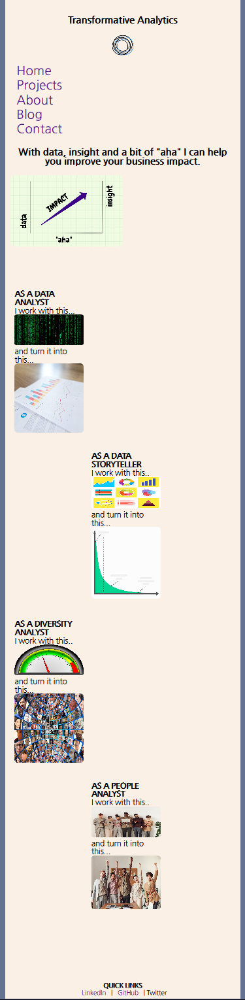 Transformative Analytics
Home
Projects
About
Blog
Contact
With data, insight and a bit of "aha" I can help
you improve your business impact.
IMPACT
insight
data
"aha"
AS A DATA
ANALYST
I work with this...
and turn it into
this...
AS A DATA
STORYTELLER
I work with this..
and turn it into
this...
AS A DIVERSITY
ANALYST
I work with this..
and turn it into
this...
AS A PEOPLE
ANALYST
I work with this..
and turn it into
this...
QUICK LINKS
LinkedIn | GitHub | Twitter